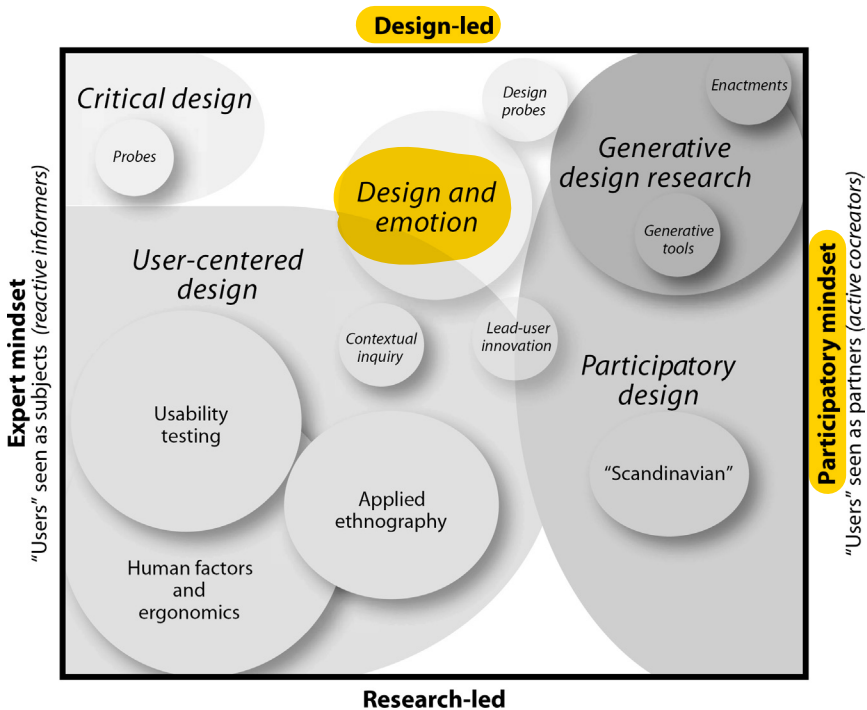 Design-led
Critical design
Probes
Design
probes
Enactments
Generative
design research
Generative
tools
Design and
emotion
User-centered
design
Contextual
inquiry
Lead-user
innovation
Participatory
design
Usability
testing
"Scandinavian"
Applied
ethnography
Human factors
and
ergonomics
Expert mindset
“Users” seen as subjects (reactive informers)
Participatory mindset
“Users” seen as partners (active cocreators)
Research-led